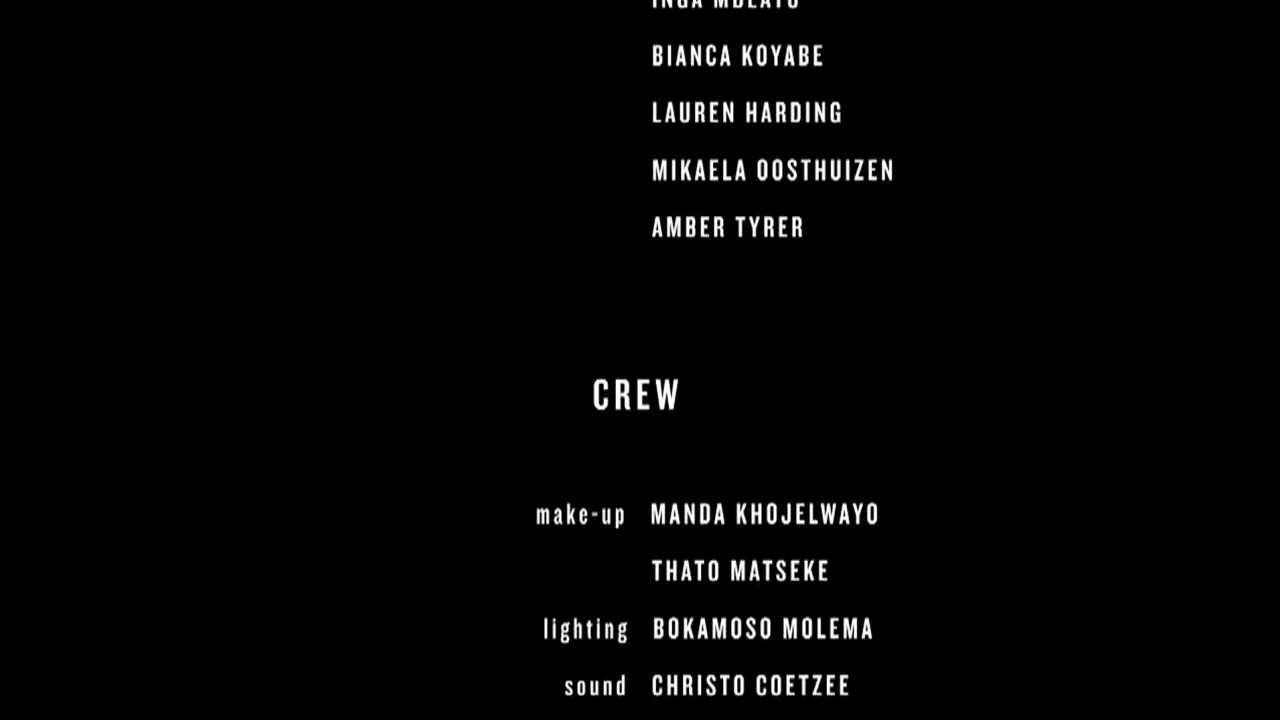 BIANCA KOYABE
LAUREN HARDING
MIKAELA OOSTHUIZEN
AMBER TYRER
CREW
make-up MANDA KHOJELWAYO
THATO MATSEKE
lighting BOKAMOSO MOLEMA
sound CHRISTO COETZEE